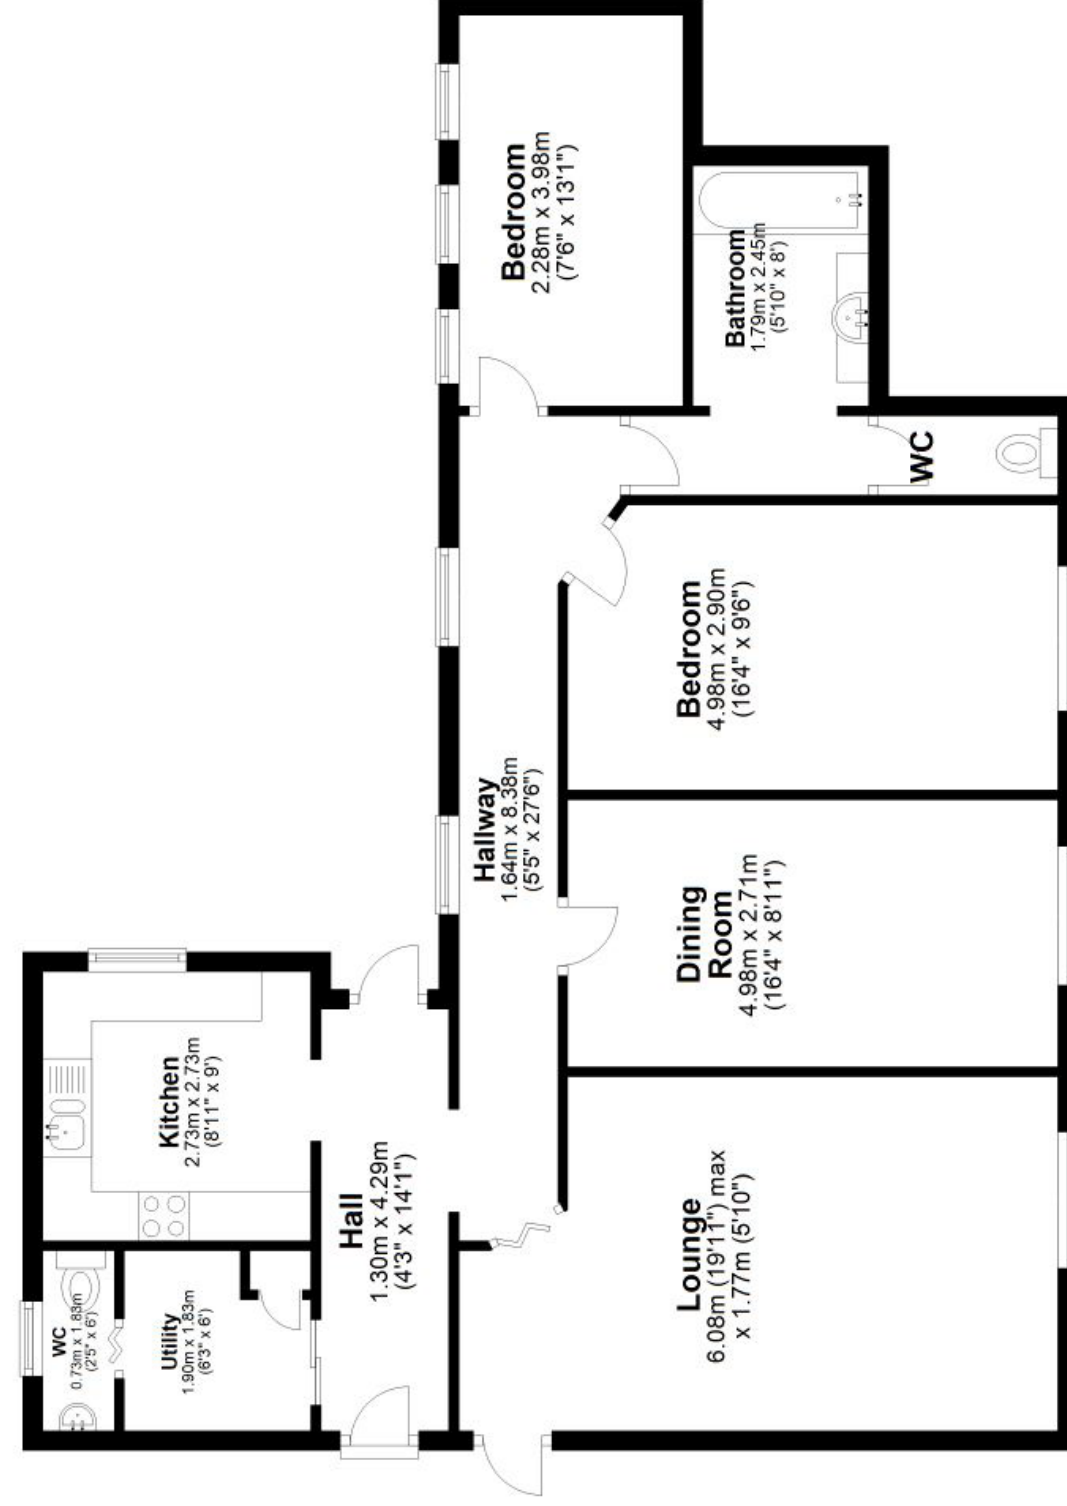 Bedroom
2.28m x 3.98m
(7'6" x 13'1")
Bathroom
1.79m x 2.45m
(5'10" x 8')
WC
Bedroom
4.98m x 2.90m
(16'4" x 9'6")
Hallway
1.64m x 8.38m
(5'5" x 27'6")
Dining
Room
4.98m x 2.71m
(16'4" x 8'11")
Kitchen
2.73m x 2.73m
(8'11" x 9')
Hall
1.30m x 4.29m
(4'3" x 14'1")
Lounge
6.08m (19'11") max
x 1.77m (5'10")
WC
0.73m x 1.83m
(2'5" x 6')
Utility
1.90m x 1.83m
(6'3" x 6')